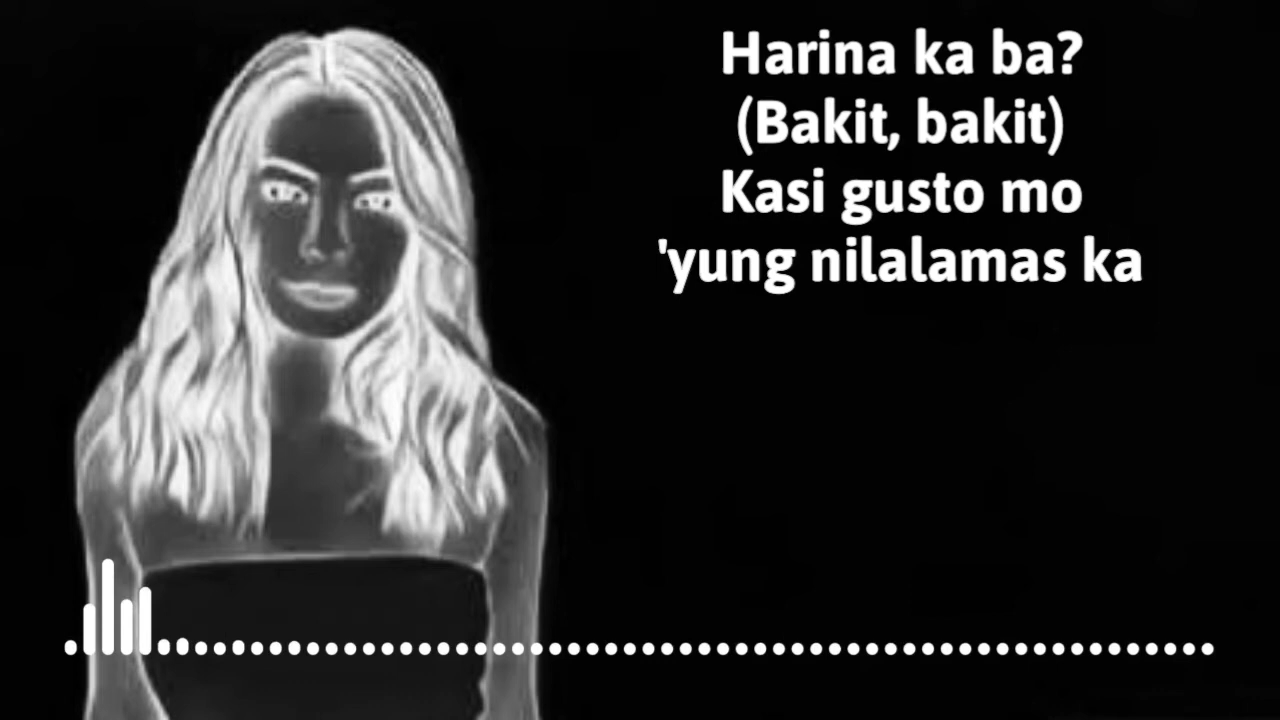 Harina ka ba?
(Bakit, bakit)
Kasi gusto mo
'yung nilalamas ka